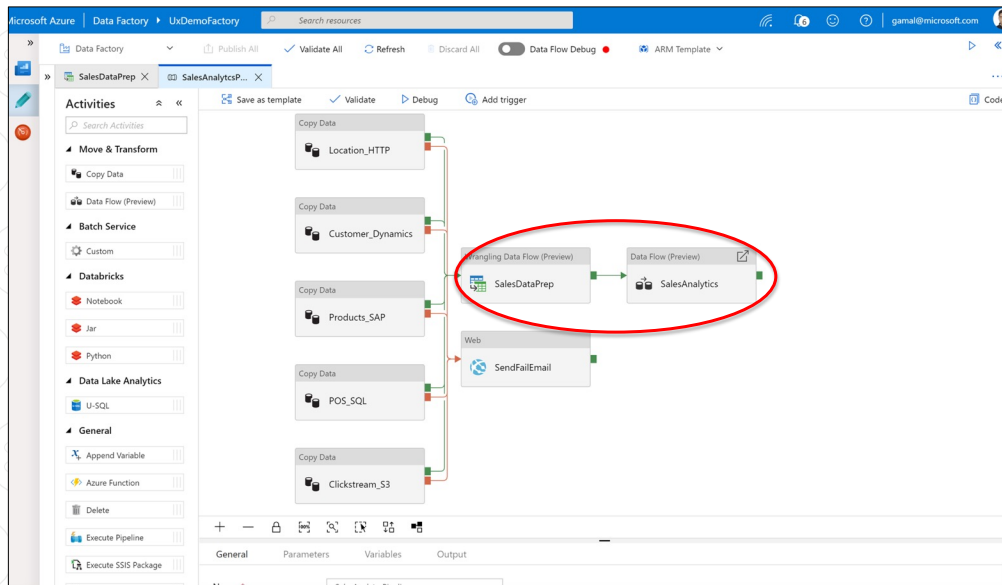 Microsoft Azure | Data Factory ▸ UxDemoFactory
Search resources
6
gamal@microsoft.com
Data Factory
Publish All
Validate All
Refresh
Discard All
Data Flow Debug
ARM Template
SalesDataPrep
SalesAnalytcsP...
Activities
Search Activities
Move & Transform
Copy Data
Data Flow (Preview)
Batch Service
Custom
Databricks
Notebook
Jar
Python
Data Lake Analytics
U-SQL
General
Append Variable
Azure Function
Delete
Execute Pipeline
Execute SSIS Package
Save as template
Validate
Debug
Add trigger
Code
Copy Data
Location_HTTP
Copy Data
Customer_Dynamics
Copy Data
Products_SAP
Copy Data
POS_SQL
Copy Data
Clickstream_S3
Wrangling Data Flow (Preview)
SalesDataPrep
Data Flow (Preview)
SalesAnalytics
Web
SendFailEmail
General
Parameters
Variables
Output